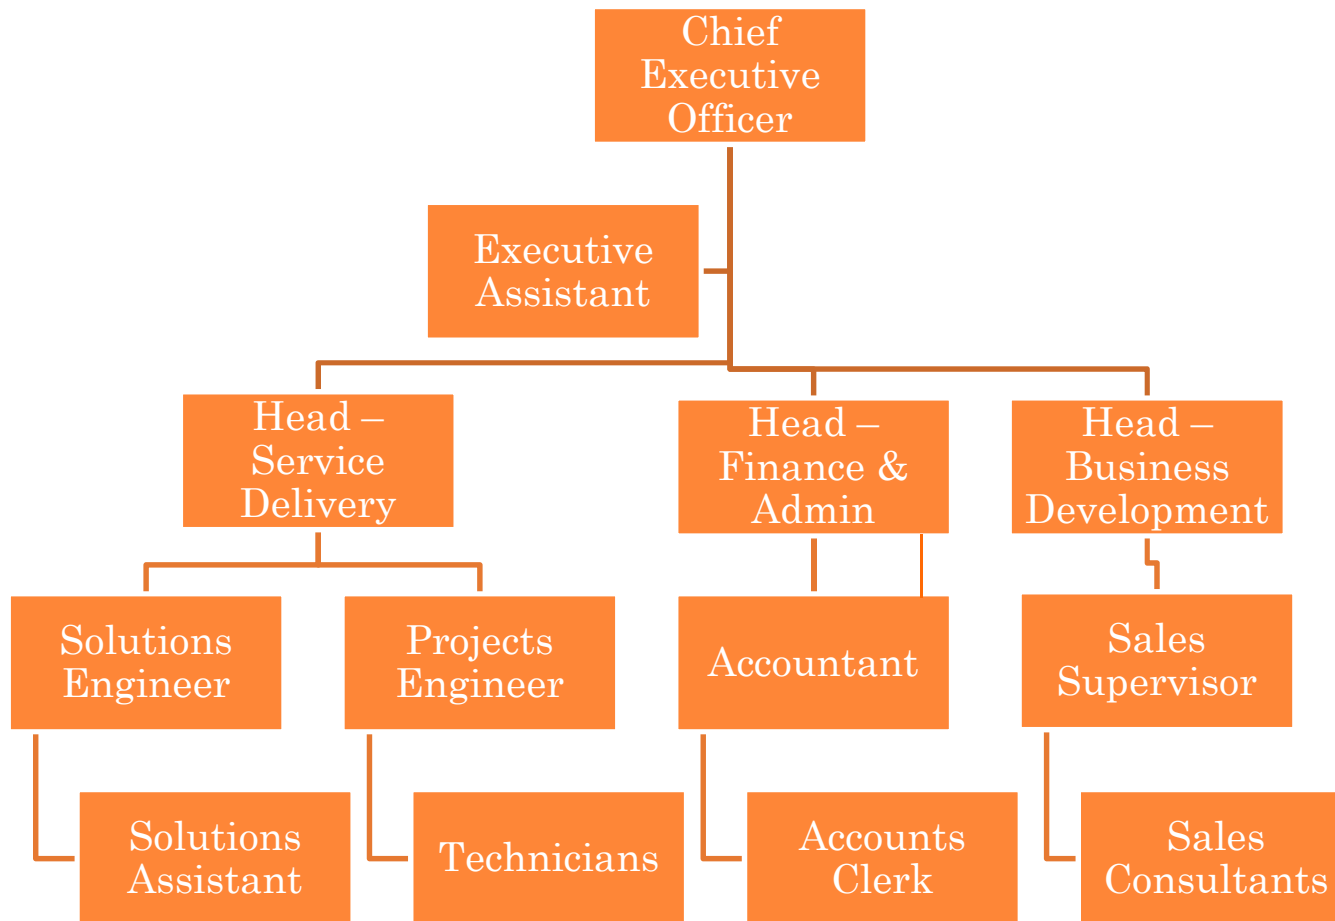 Chief
Executive
Officer
Executive
Assistant
Head –
Service
Delivery
Head –
Finance &
Admin
Head –
Business
Development
Solutions
Engineer
Projects
Engineer
Accountant
Sales
Supervisor
Solutions
Assistant
Technicians
Accounts
Clerk
Sales
Consultants